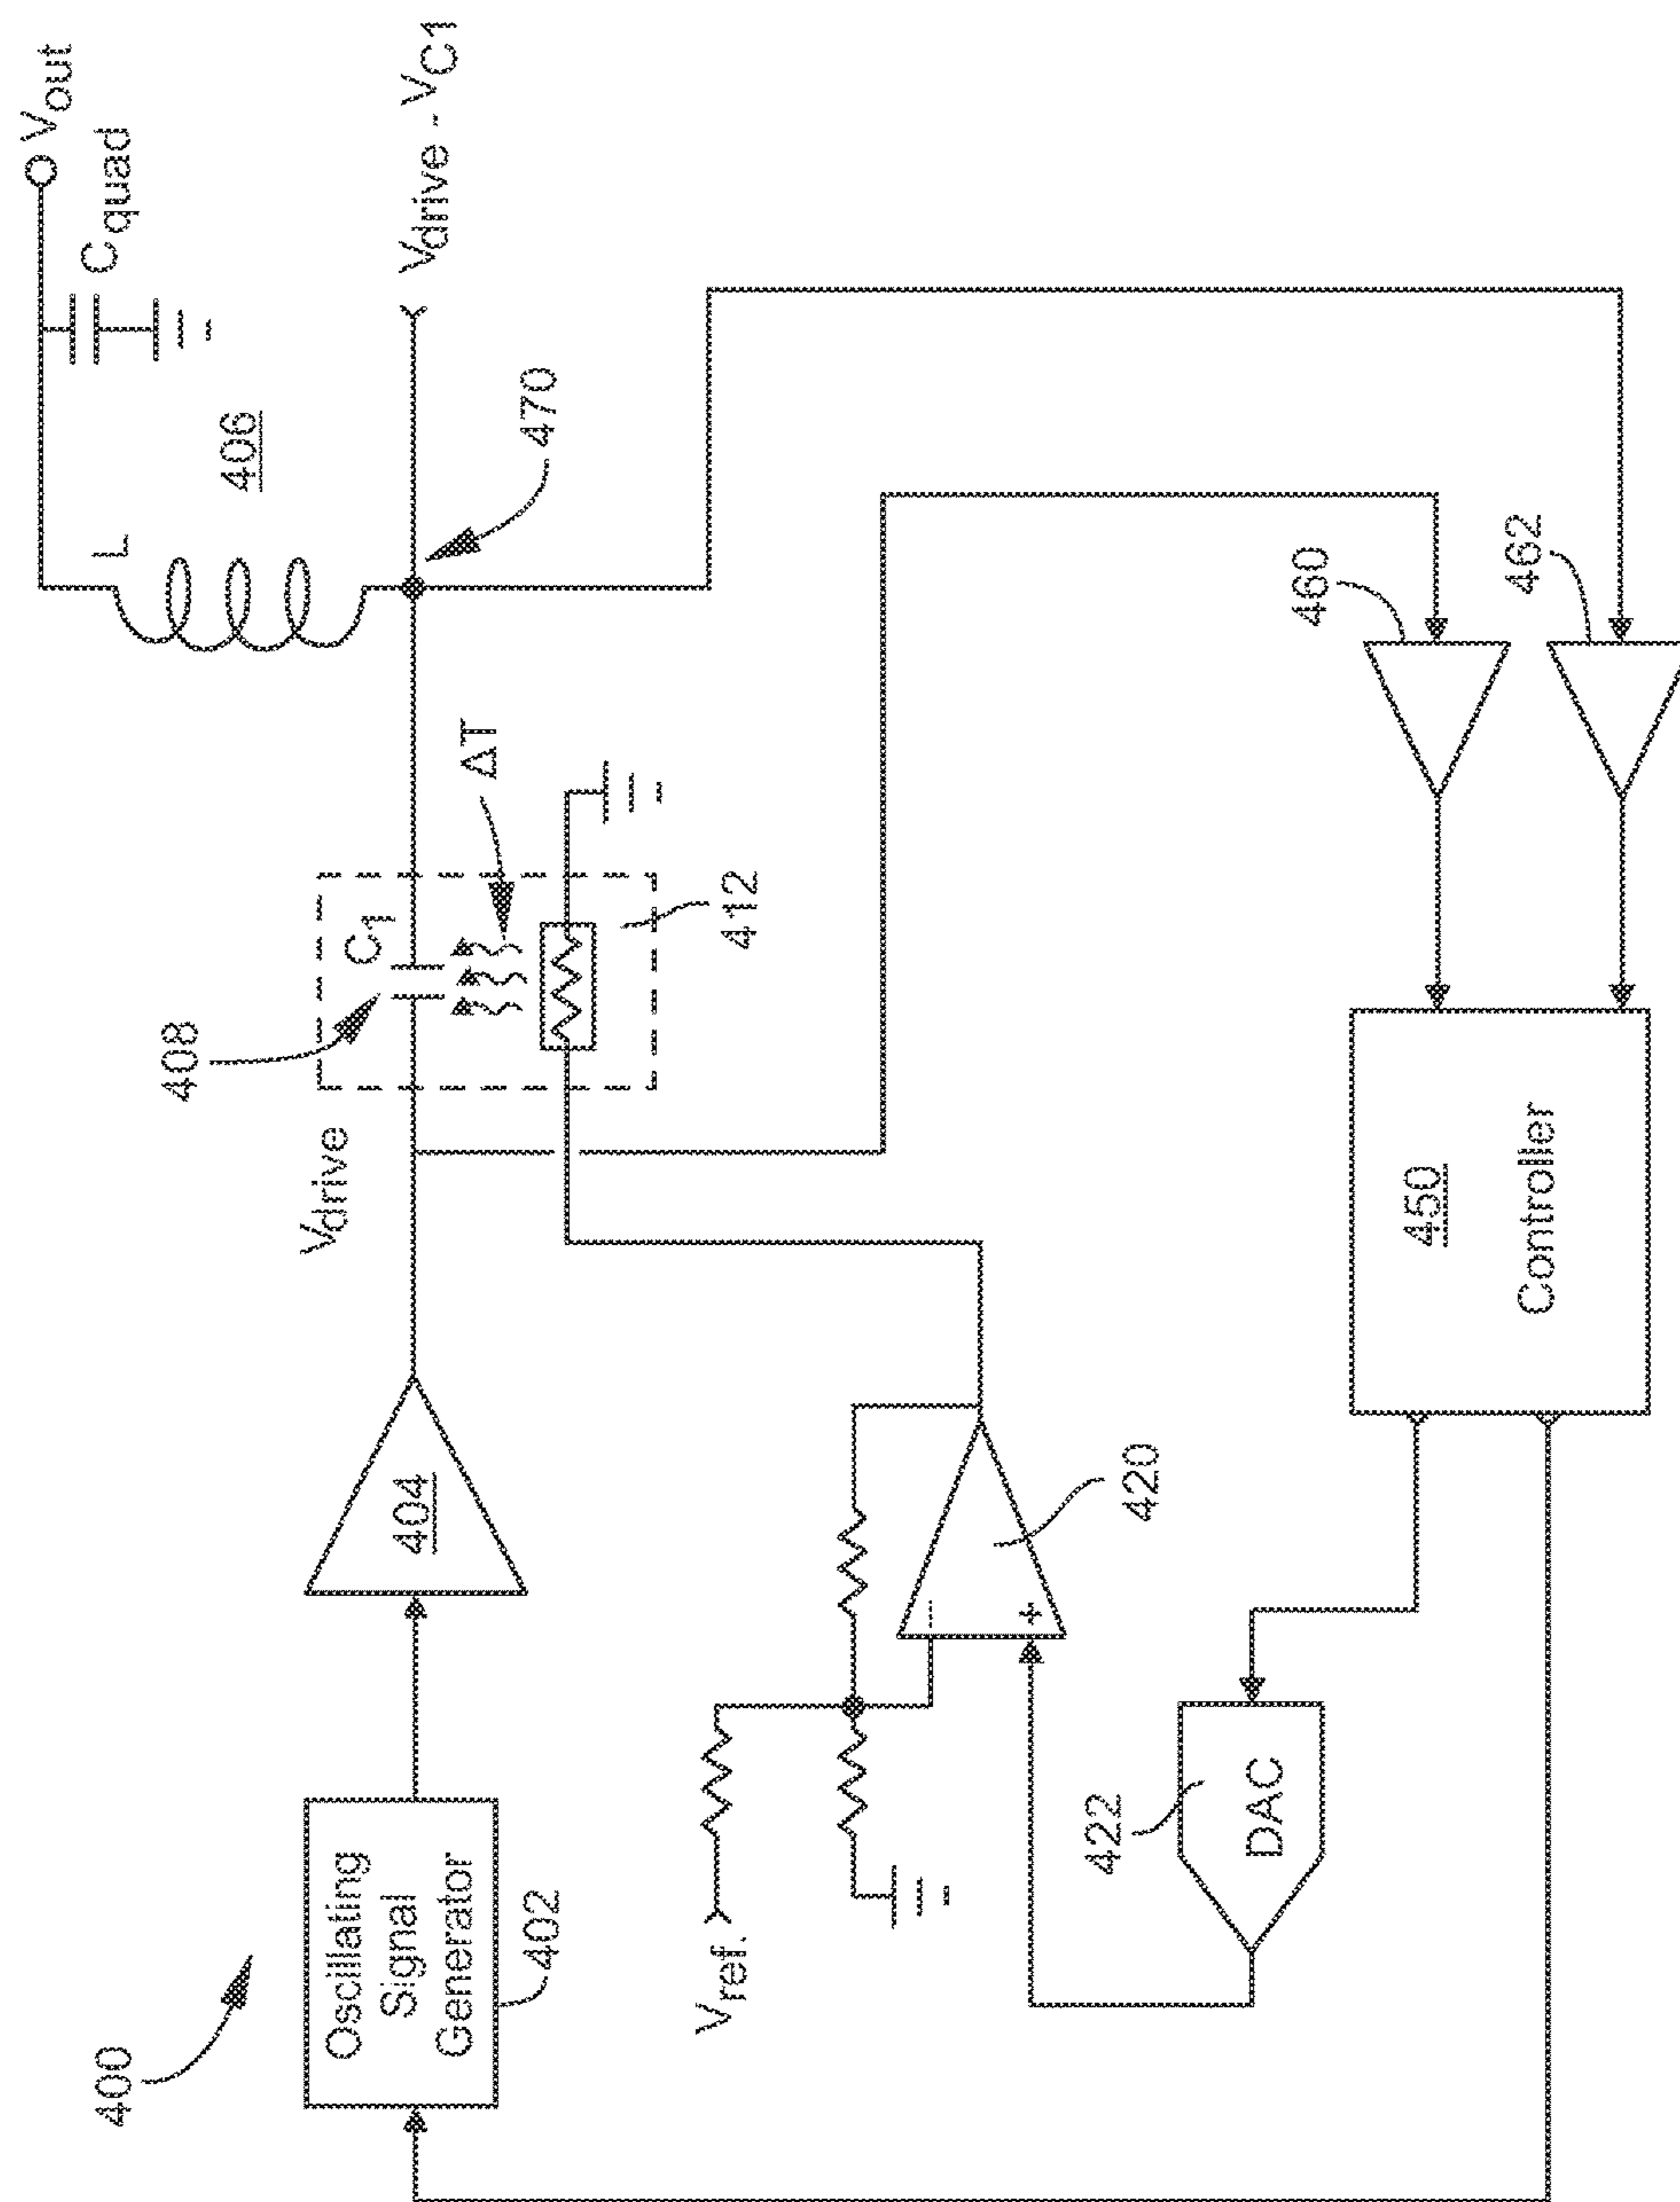 400
Oscillating
Signal
Generator
402
404
Vdrive
408
C1
ΔT
412
L
406
Cquad
Vout
Vdrive - VC1
470
Vref.
−
+
420
422
DAC
450
Controller
460
462